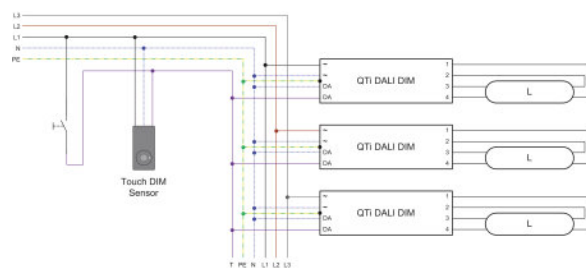 L3
L2
L1
N
PE
~ 1
~ QTi DALI DIM 2
DA 3
DA 4
L
~ 1
~ QTi DALI DIM 2
DA 3
DA 4
L
~ 1
~ QTi DALI DIM 2
DA 3
DA 4
L
Touch DIM
Sensor
T PE N L1 L2 L3